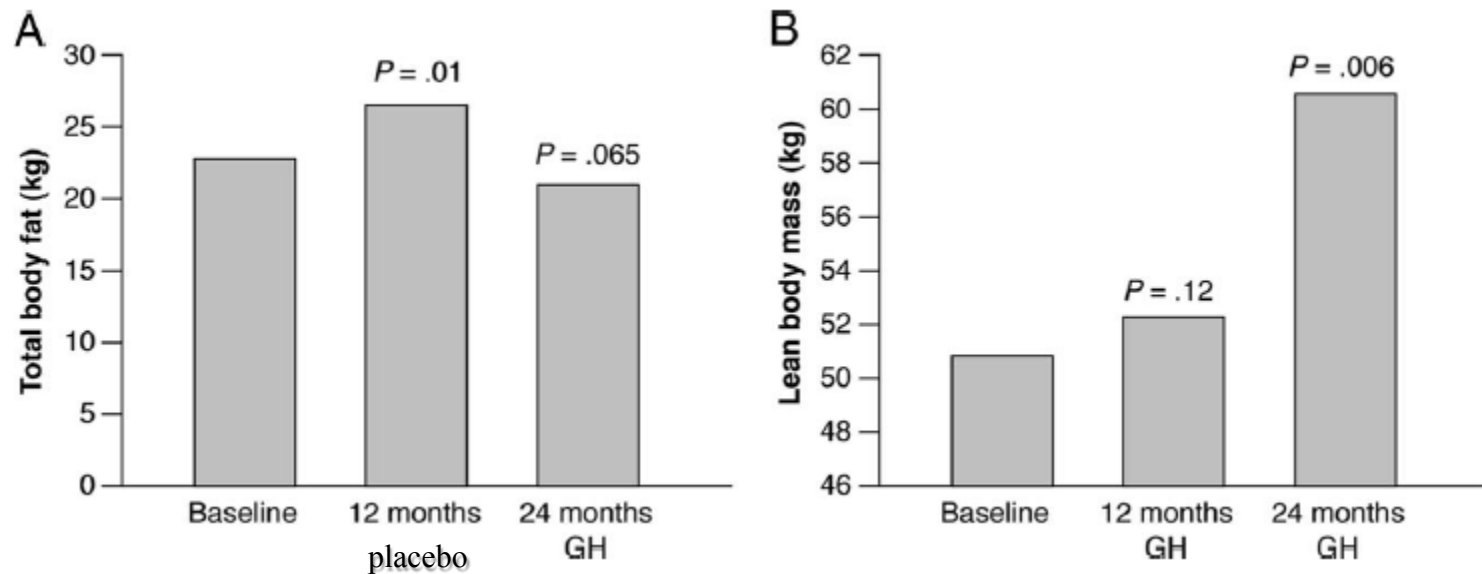 A
Total body fat (kg)
30
25
20
15
10
5
0
P = .01
P = .065
Baseline
12 months
placebo
24 months
GH
B
Lean body mass (kg)
62
60
58
56
54
52
50
48
46
P = .006
P = .12
Baseline
12 months
GH
24 months
GH